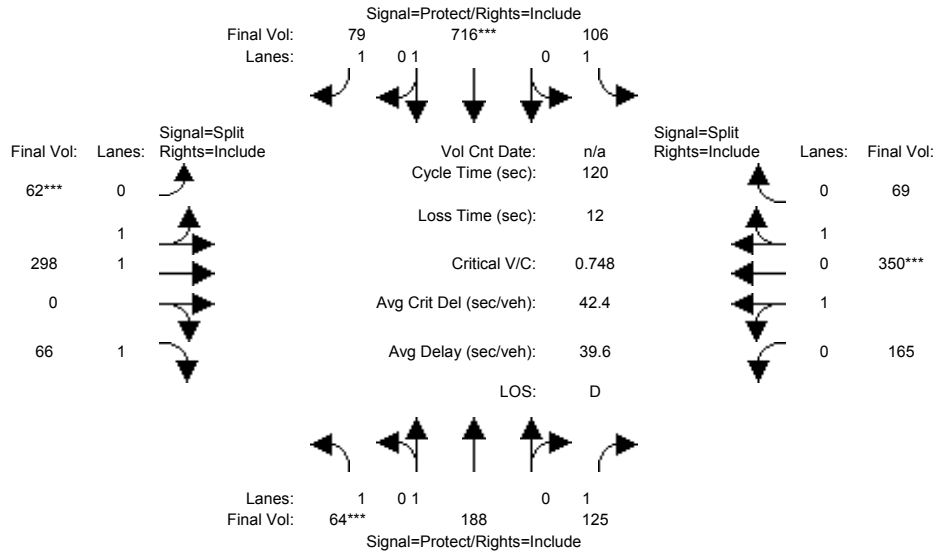 Signal=Protect/Rights=Include
Final Vol: 79 716*** 106
Lanes: 1 0 1 0 1
Signal=Split Signal=Split
Final Vol: Lanes: Rights=Include Vol Cnt Date: n/a Rights=Include Lanes: Final Vol:
Cycle Time (sec): 120
62*** 0 0 69
Loss Time (sec): 12
1 1
298 1 Critical V/C: 0.748 0 350***
0 Avg Crit Del (sec/veh): 42.4 1
66 1 Avg Delay (sec/veh): 39.6 0 165
LOS: D
Lanes: 1 0 1 0 1
Final Vol: 64*** 188 125
Signal=Protect/Rights=Include